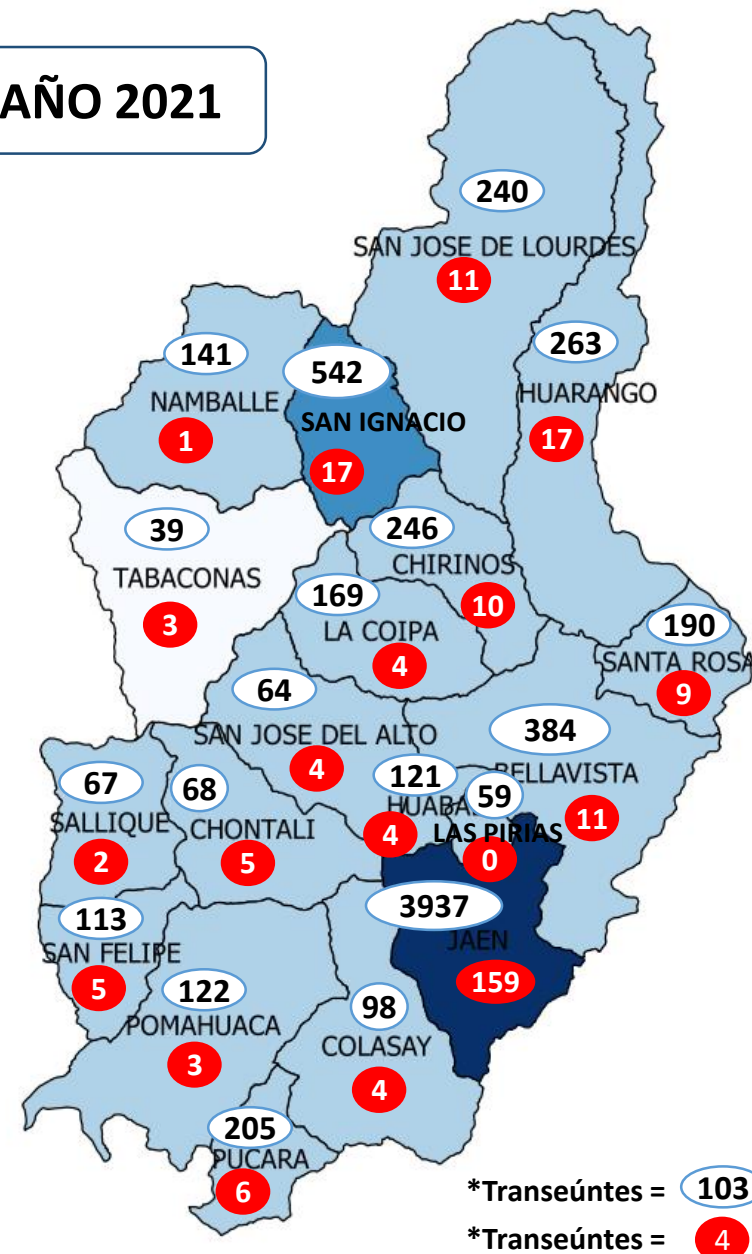 AÑO 2021
240
SAN JOSE DE LOURDES
11
141
NAMBALLE
1
542
SAN IGNACIO
17
263
HUARANGO
17
39
TABACONAS
3
246
CHIRINOS
10
169
LA COIPA
4
190
SANTA ROSA
9
64
SAN JOSE DEL ALTO
4
384
BELLAVISTA
11
121
4
59
LAS PIRIAS
0
67
SALLIQUE
2
68
CHONTALI
5
3937
JAEN
159
113
SAN FELIPE
5
122
POMAHUACA
3
98
COLASAY
4
205
PUCARA
6
*Transeúntes = 103
*Transeúntes = 4